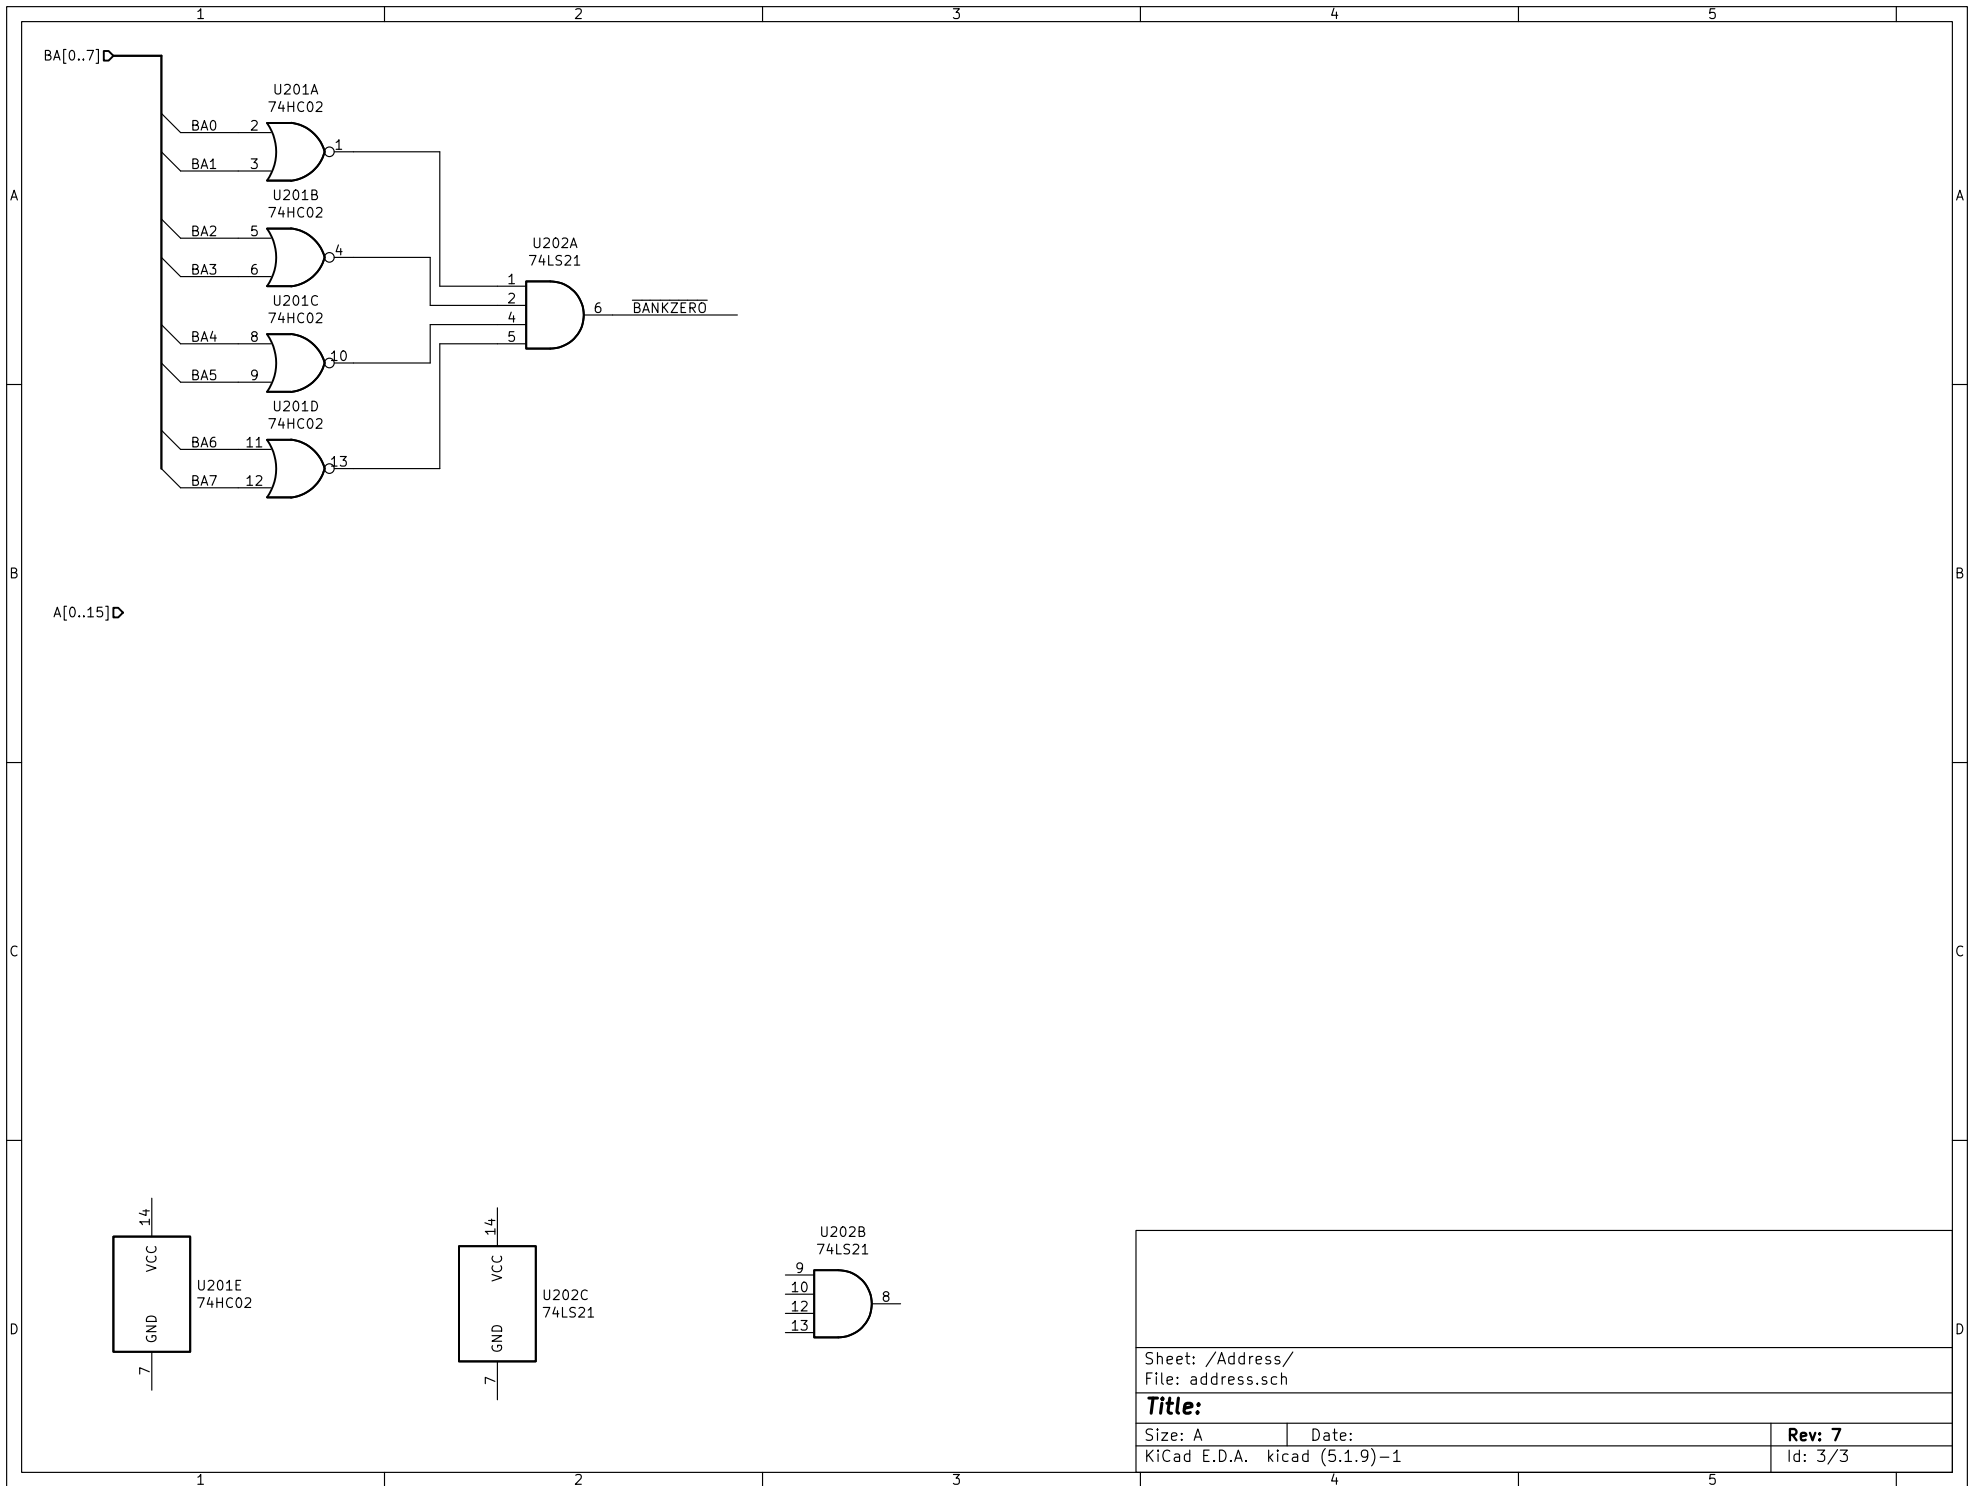 1 2 3 4 5
BA[0..7]
U201A
74HC02
BA0 2
1
BA1 3
A A
U201B
74HC02
BA2 5
4
BA3 6
U202A
74LS21
1
2
4
5
6 BANKZERO
U201C
74HC02
BA4 8
10
BA5 9
U201D
74HC02
BA6 11
13
BA7 12
B B
A[0..15]
C C
14
VCC
GND
7
U201E
74HC02
14
VCC
GND
7
U202C
74LS21
U202B
74LS21
9
10
12
13
8
D D
Sheet: /Address/
File: address.sch
Title:
Size: A Date: Rev: 7
KiCad E.D.A. kicad (5.1.9)-1 Id: 3/3
1 2 3 4 5